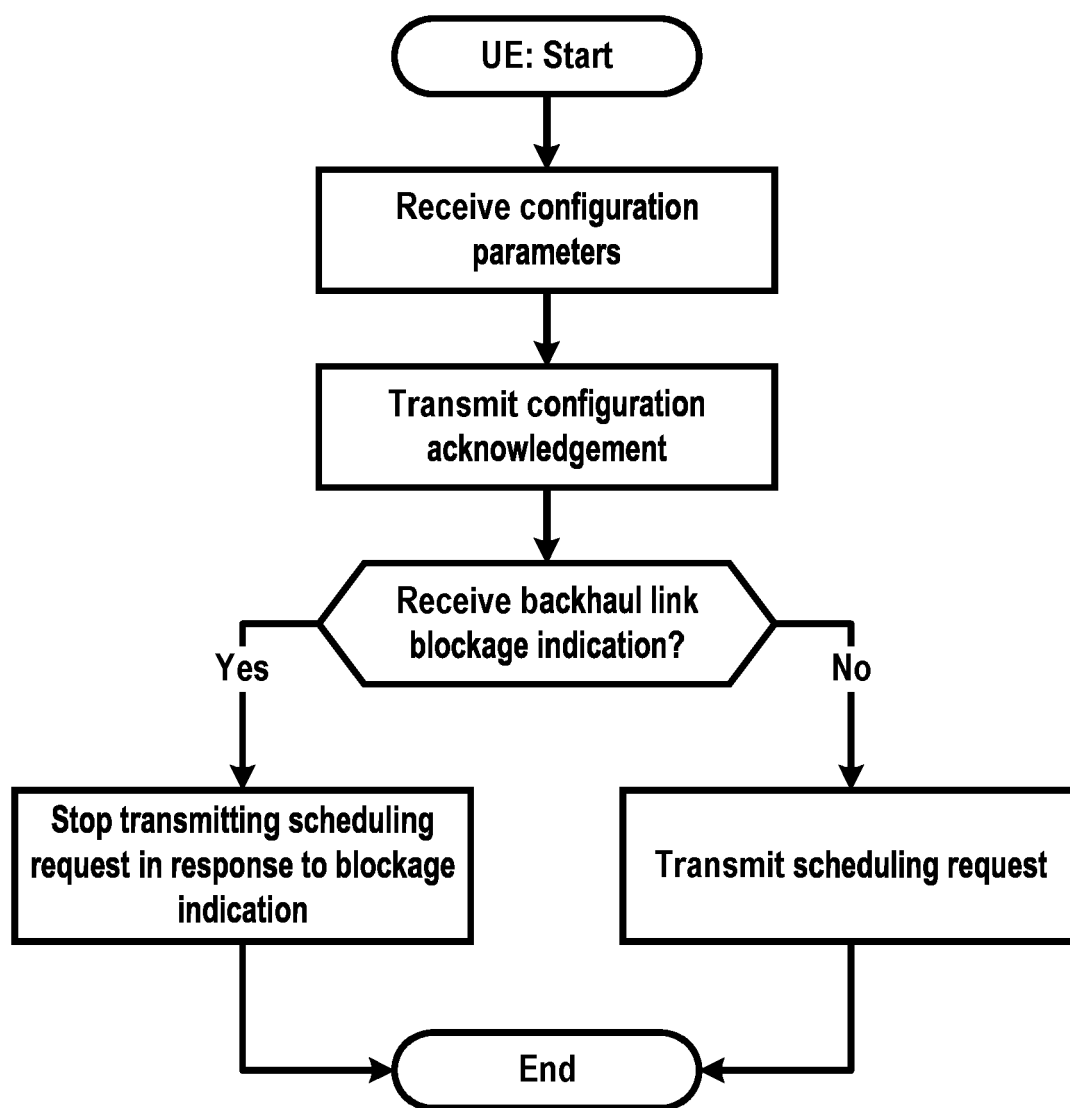 UE: Start
Receive configuration
parameters
Transmit configuration
acknowledgement
Receive backhaul link
blockage indication?
Yes
No
Stop transmitting scheduling
request in response to blockage
indication
Transmit scheduling request
End